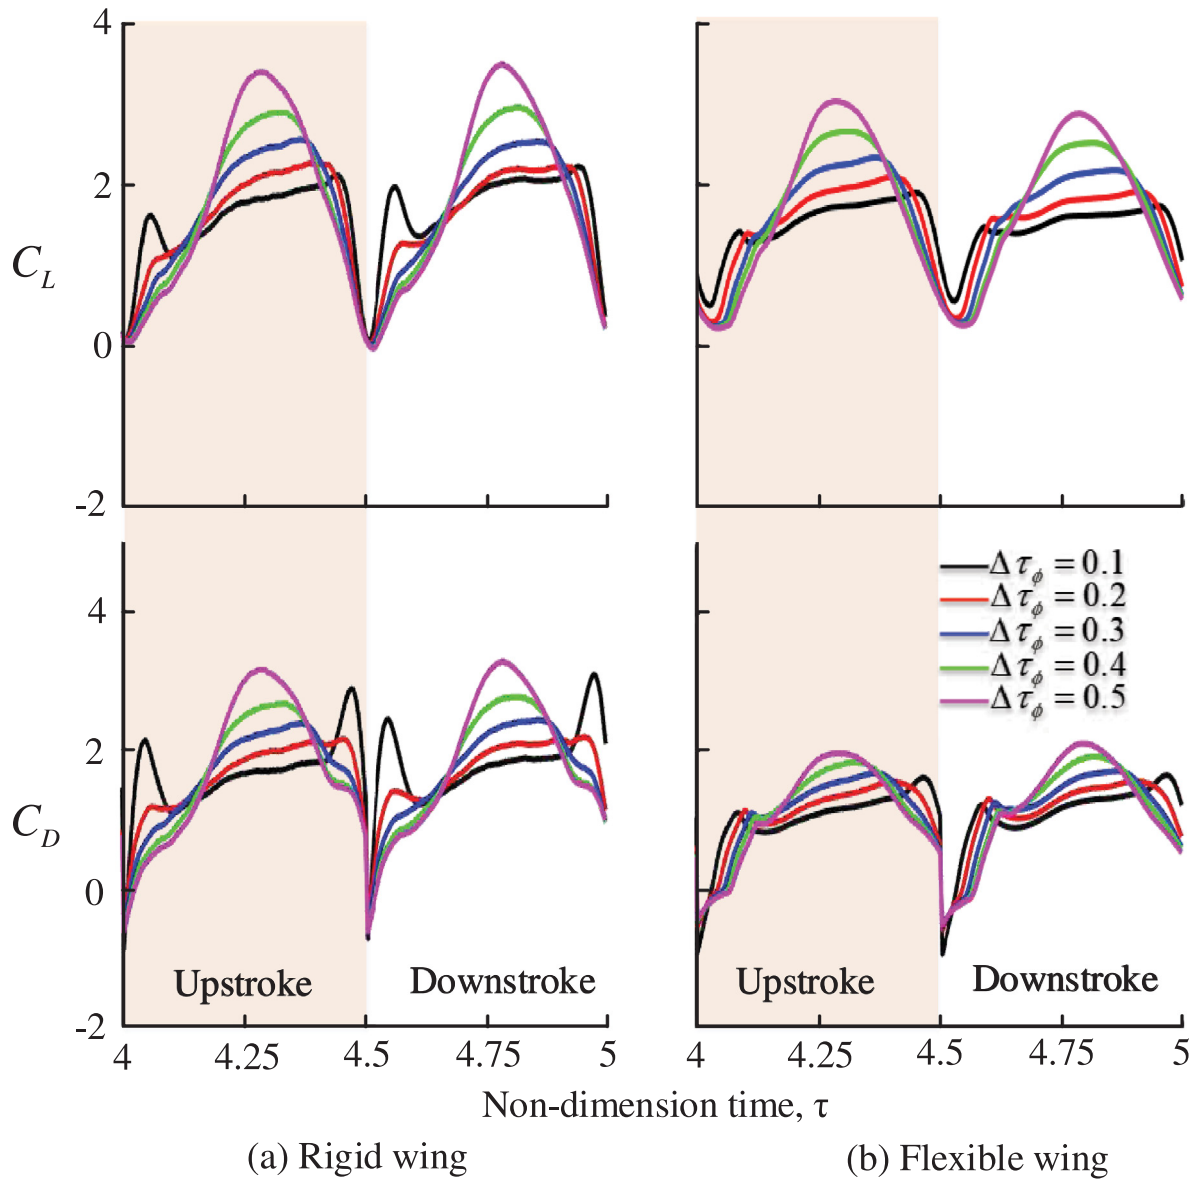 4
2
0
-2
C_L
4
2
0
-2
C_D
Δτ_ϕ = 0.1
Δτ_ϕ = 0.2
Δτ_ϕ = 0.3
Δτ_ϕ = 0.4
Δτ_ϕ = 0.5
Upstroke
Downstroke
Upstroke
Downstroke
4 4.25 4.5 4.75 5
4 4.25 4.5 4.75 5
Non-dimension time, τ
(a) Rigid wing
(b) Flexible wing